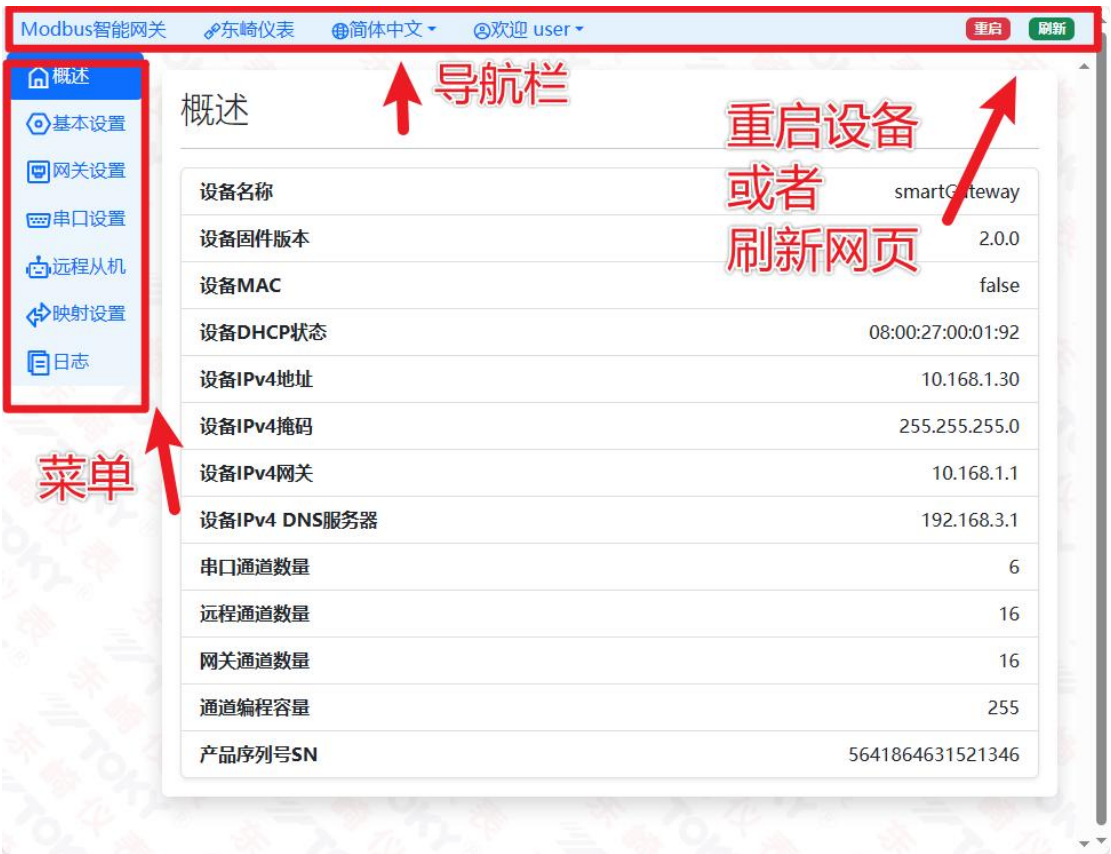 Modbus智能网关 东崎仪表 简体中文 欢迎 user 重启 刷新
概述
基本设置
网关设置
串口设置
远程从机
映射设置
日志
导航栏
重启设备
或者
刷新网页
菜单
概述
设备名称 smartGateway
设备固件版本 2.0.0
设备MAC false
设备DHCP状态 08:00:27:00:01:92
设备IPv4地址 10.168.1.30
设备IPv4掩码 255.255.255.0
设备IPv4网关 10.168.1.1
设备IPv4 DNS服务器 192.168.3.1
串口通道数量 6
远程通道数量 16
网关通道数量 16
通道编程容量 255
产品序列号SN 5641864631521346
东崎仪表
TOKY